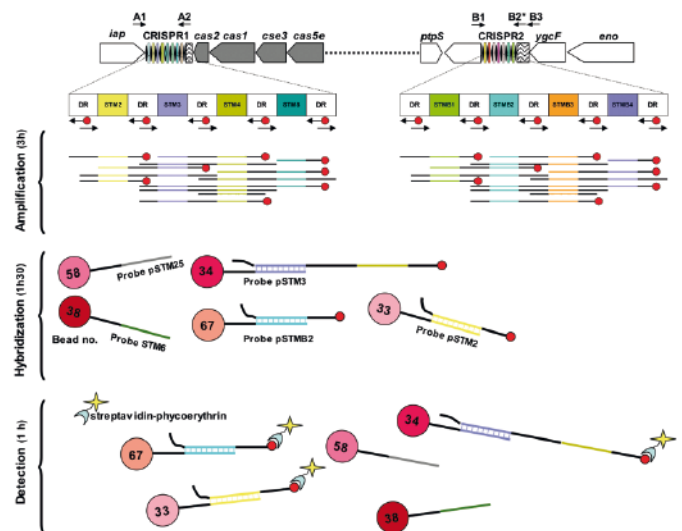 A1 A2 B1 B2* B3
iap CRISPR1 cas2 cas1 cse3 cas5e ptpS CRISPR2 ygcF eno
DR STM2 DR STM3 DR STM4 DR DR
DR STMB1 DR STMB2 DR STMB3 DR DR
Amplification (3h)
Hybridization (1h30)
58
Probe pSTM25
34
Probe pSTM3
38
Probe STM6
Bead no.
67
Probe pSTMB2
33
Probe pSTM2
Detection (1 h)
streptavidin-phycoerythrin
67
58
34
33
38